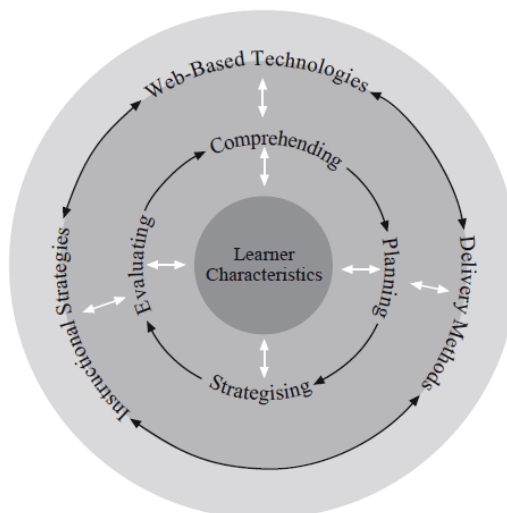 Web-Based Technologies
Comprehending
Learner
Characteristics
Evaluating
Planning
Strategising
Instructional Strategies
Delivery Methods